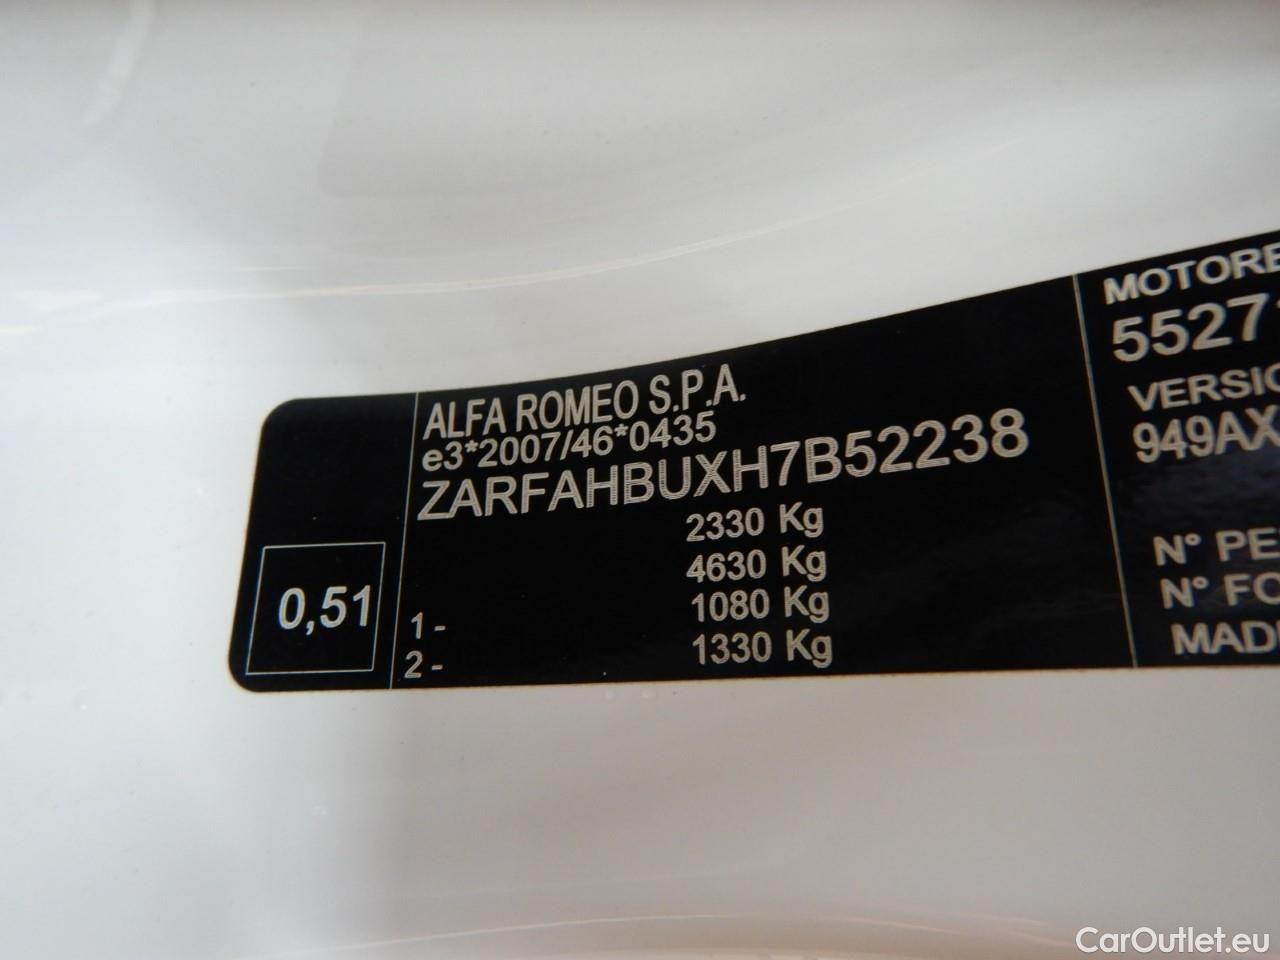 ALFA ROMEO S.P.A.
e3*2007/46*0435
ZARFAHBUXH7B52238
2330 Kg
4630 Kg
1- 1080 Kg
2- 1330 Kg
0,51
MOTORE
5527
VERSIO
949AX
N° PE
N° FO
MADE
CarOutlet.eu